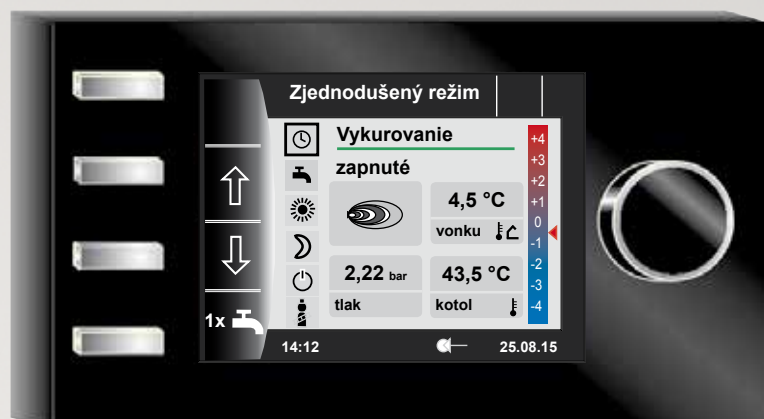 Zjednodušený režim
Vykurovanie
zapnuté
4,5 °C
vonku
2,22 bar
tlak
43,5 °C
kotol
+4
+3
+2
+1
0
-1
-2
-3
-4
1x
14:12
25.08.15